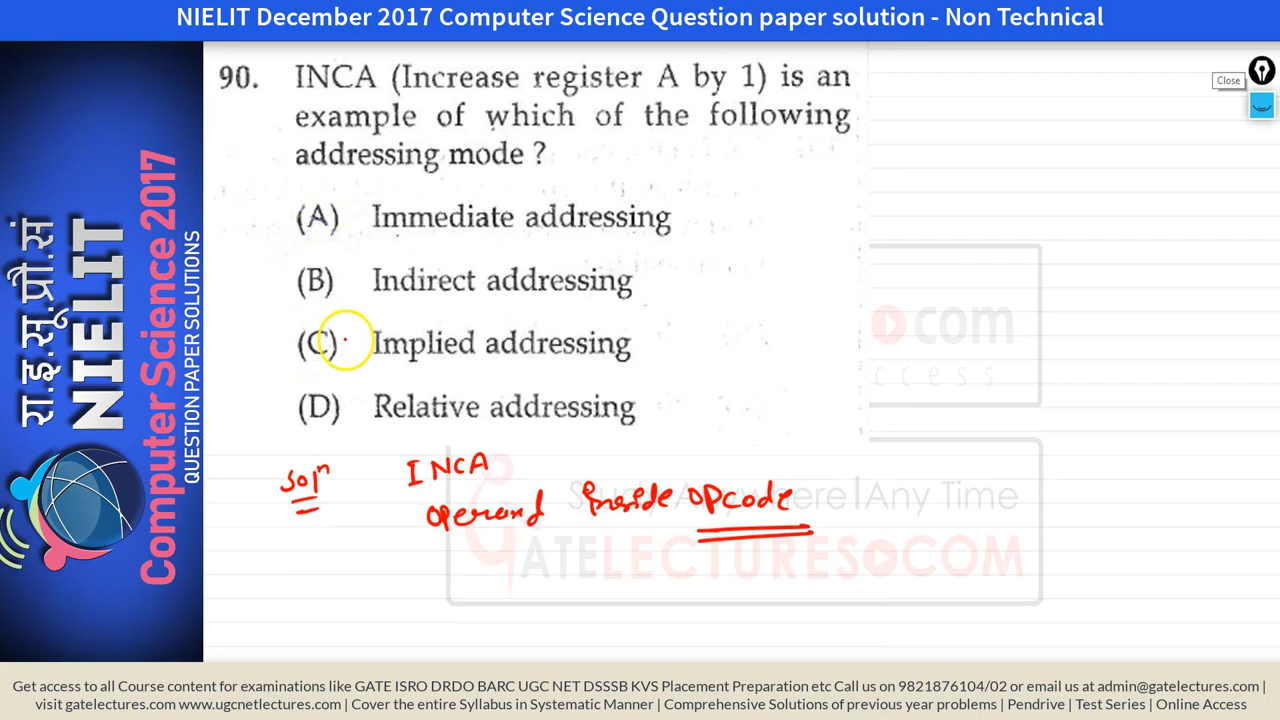 NIELIT December 2017 Computer Science Question paper solution - Non Technical
Close
90. INCA (Increase register A by 1) is an
example of which of the following
addressing mode ?
(A) Immediate addressing
(B) Indirect addressing
(C) Implied addressing
(D) Relative addressing
Soln INCA
operand inside opcode
रा.इ.सू.प्रौ.सं
NIELIT
Computer Science 2017
QUESTION PAPER SOLUTIONS
com
ccess
Study Anywhere | Any Time
GATELECTURES.COM
Get access to all Course content for examinations like GATE ISRO DRDO BARC UGC NET DSSSB KVS Placement Preparation etc Call us on 9821876104/02 or email us at admin@gatelectures.com |
visit gatelectures.com www.ugcnetlectures.com | Cover the entire Syllabus in Systematic Manner | Comprehensive Solutions of previous year problems | Pendrive | Test Series | Online Access